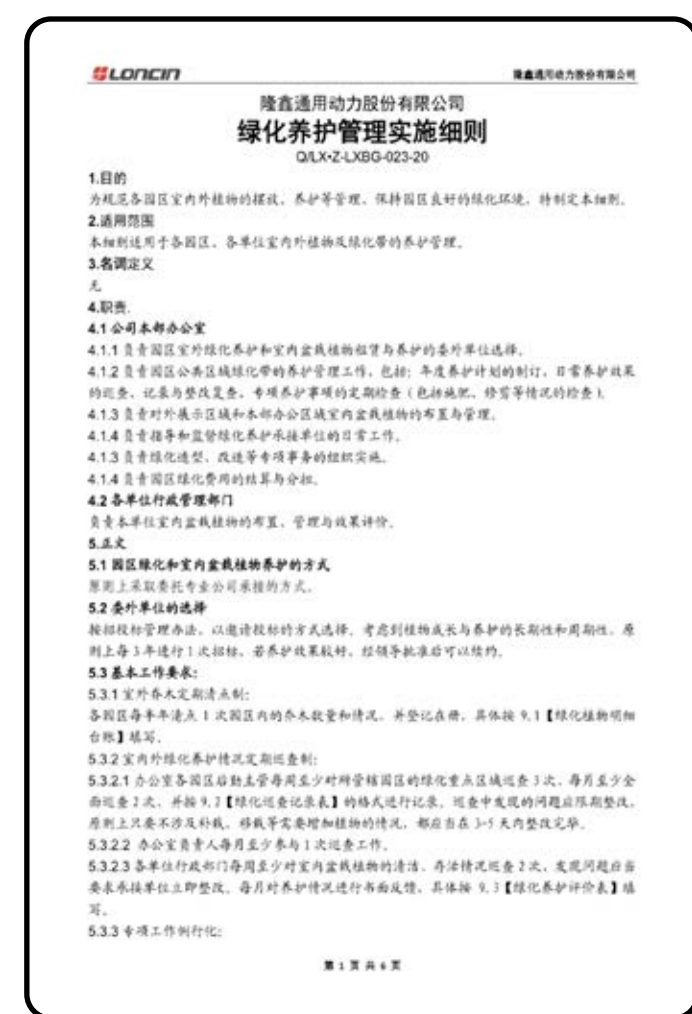 LONCIN 隆鑫通用动力股份有限公司
隆鑫通用动力股份有限公司
绿化养护管理实施细则
Q/LX•Z-LXBG-023-20
1.目的
为规范各园区室内外植物的摆放、养护等管理、保持园区良好的绿化环境，特制定本细则。
2.适用范围
本细则适用于各园区、各单位室内外植物及绿化带的养护管理。
3.名调定义
无
4.职责.
4.1 公司本部办公室
4.1.1 负责园区室外绿化养护和室内盆栽植物租赁与养护的委外单位选择。
4.1.2 负责园区公共区域绿化带的养护管理工作，包括：年度养护计划的制订，日常养护效果
的巡查、记录与整改复查，专项养护事项的定期检查（包括施肥、修剪等情况的检查）。
4.1.3 负责对外展示区域和本部办公区域室内盆栽植物的布置与管理。
4.1.4 负责指导和监督绿化养护承接单位的日常工作。
4.1.3 负责绿化造型、改造等专项事务的组织实施。
4.1.4 负责园区绿化费用的结算与分担。
4.2 各单位行政管理部门
负责本单位室内盆栽植物的布置、管理与效果评价。
5.正文
5.1 园区绿化和室内盆栽植物养护的方式
原则上采取委托专业公司承接的方式。
5.2 委外单位的选择
按招投标管理办法，以邀请投标的方式选择，考虑到植物成长与养护的长期性和周期性，原
则上每 3 年进行 1 次招标，若养护效果较好，经领导批准后可以续约。
5.3 基本工作要求：
5.3.1 室外乔木定期清点制：
各园区每半年清点 1 次园区内的乔木数量和情况，并登记在册，具体按 9.1【绿化植物明细
台账】填写。
5.3.2 室内外绿化养护情况定期巡查制：
5.3.2.1 办公室各园区后勤主管每周至少对所管辖园区的绿化重点区域巡查 3 次，每月至少全
面巡查 2 次，并按 9.2【绿化巡查记录表】的格式进行记录，巡查中发现的问题应限期整改，
原则上只要不涉及补栽、移栽等需要增加植物的情况，都应当在 3-5 天内整改完毕。
5.3.2.2 办公室负责人每月至少参与 1 次巡查工作。
5.3.2.3 各单位行政部门每周至少对室内盆栽植物的清洁、存活情况巡查 2 次，发现问题应当
要求承接单位立即整改，每月对养护情况进行书面反馈，具体按 9.3【绿化养护评价表】填
写。
5.3.3 专项工作例行化：
第 1 页 共 6 页